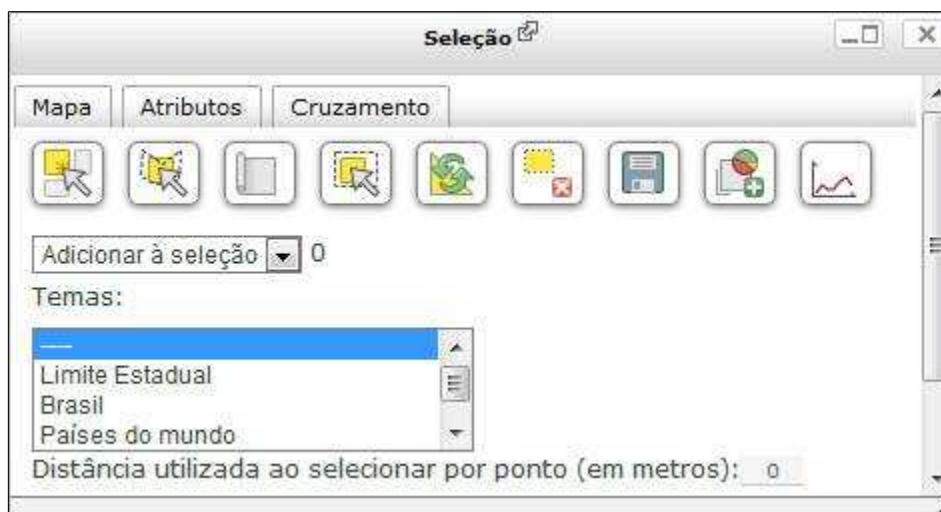 Seleção
Mapa Atributos Cruzamento
Adicionar à seleção 0
Temas:
----
Limite Estadual
Brasil
Países do mundo
Distância utilizada ao selecionar por ponto (em metros): 0